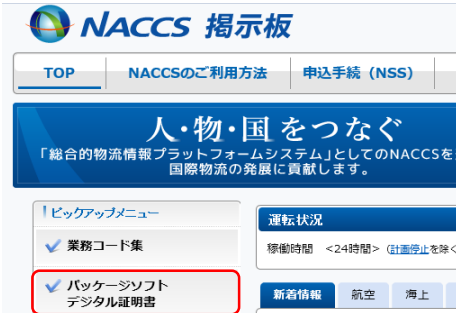 NACCS 掲示板
TOP
NACCSのご利用方法
申込手続（NSS）
人・物・国 をつなぐ
「総合的物流情報プラットフォームシステム」としてのNACCSを
国際物流の発展に貢献します。
ピックアップメニュー
業務コード集
パッケージソフト
デジタル証明書
運転状況
稼働時間　<24時間>（計画停止を除く
新着情報
航空
海上